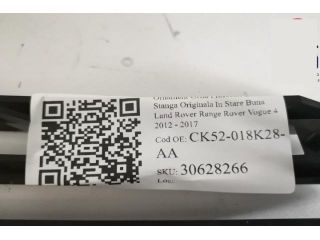 Stanga Originala In Stare Buna
Land Rover Range Rover Vogue 4
2012 - 2017
Cod OE: CK52-018K28-
AA
SKU: 30628266